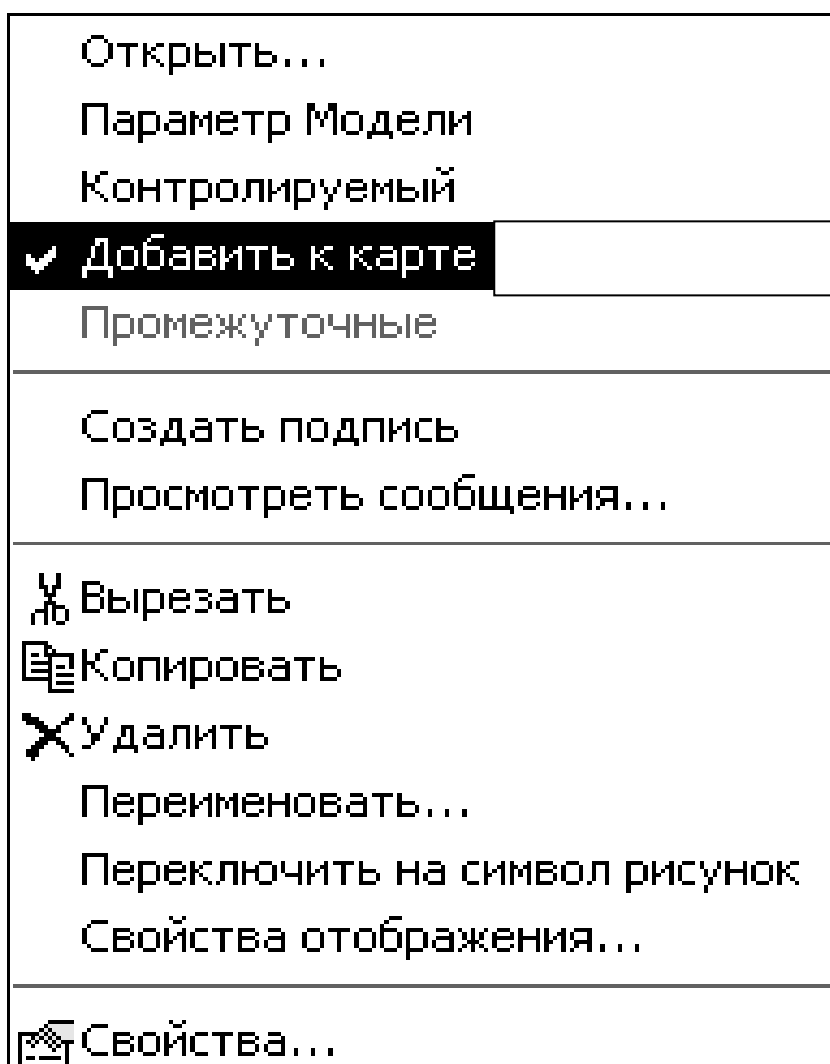 Открыть...
Параметр Модели
Контролируемый
Добавить к карте
Промежуточные
Создать подпись
Просмотреть сообщения...
Вырезать
Копировать
Удалить
Переименовать...
Переключить на символ рисунок
Свойства отображения...
Свойства...